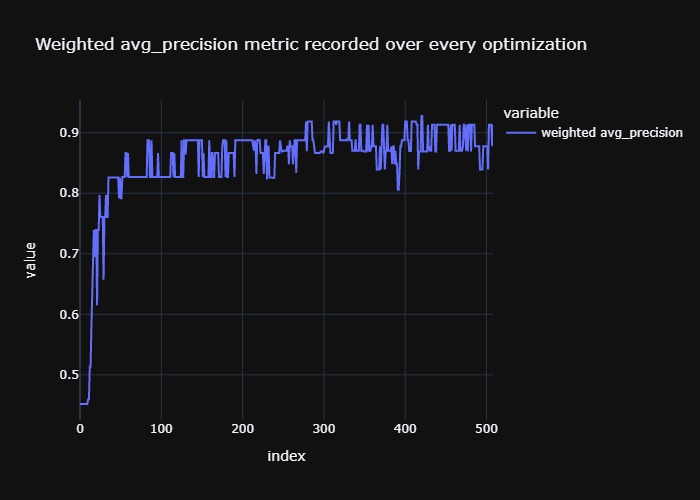 Weighted avg_precision metric recorded over every optimization
variable
weighted avg_precision
0.9
0.8
0.7
0.6
0.5
value
0 100 200 300 400 500
index